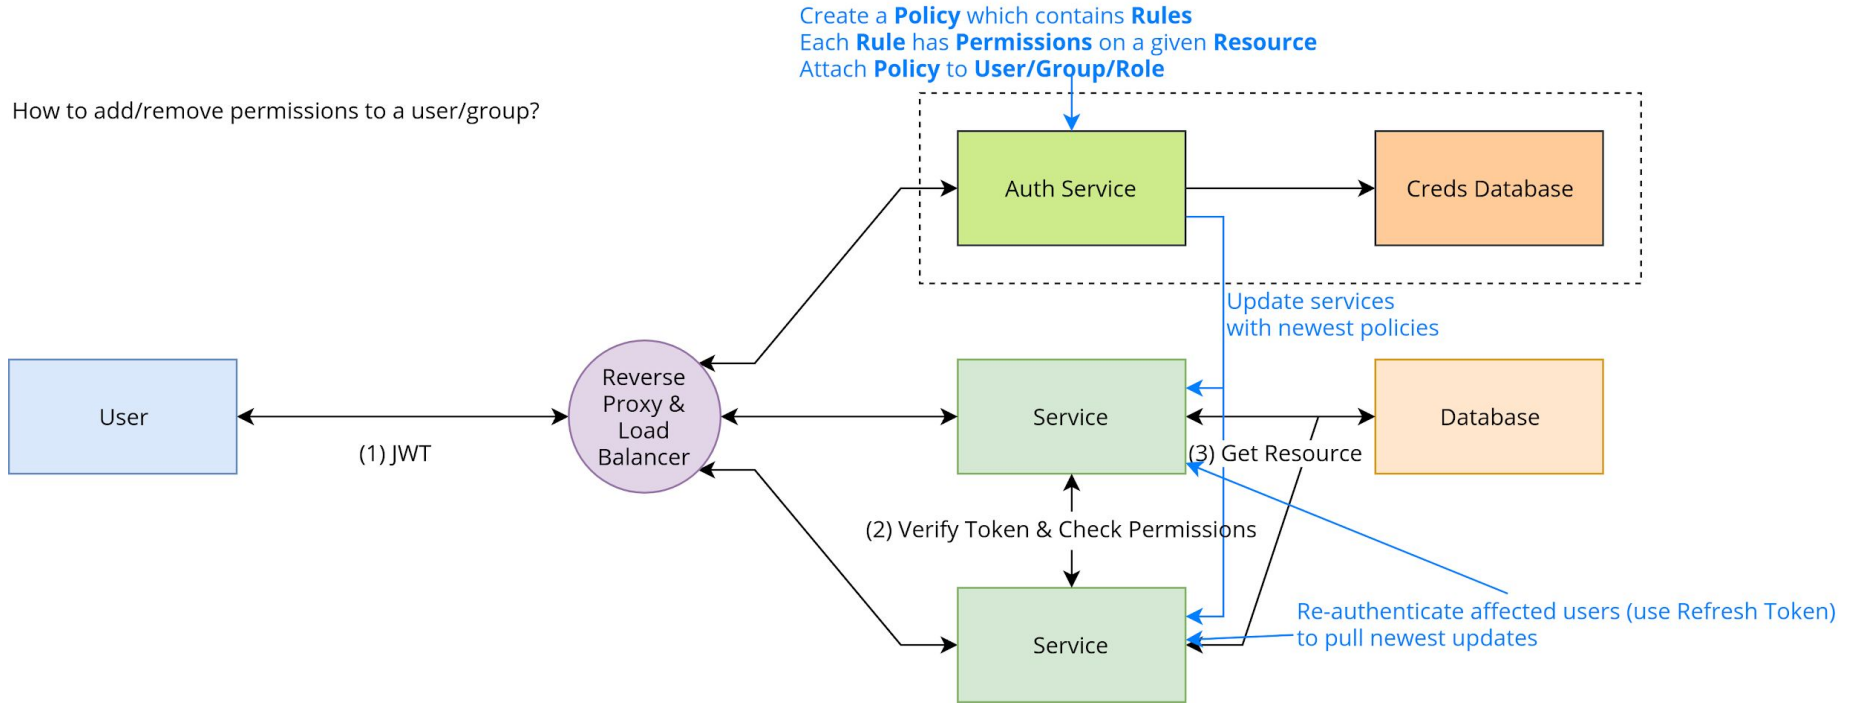 Create a Policy which contains Rules
Each Rule has Permissions on a given Resource
Attach Policy to User/Group/Role
How to add/remove permissions to a user/group?
Auth Service
Creds Database
Update services
with newest policies
User
(1) JWT
Reverse
Proxy &
Load
Balancer
Service
Database
(3) Get Resource
(2) Verify Token & Check Permissions
Re-authenticate affected users (use Refresh Token)
to pull newest updates
Service